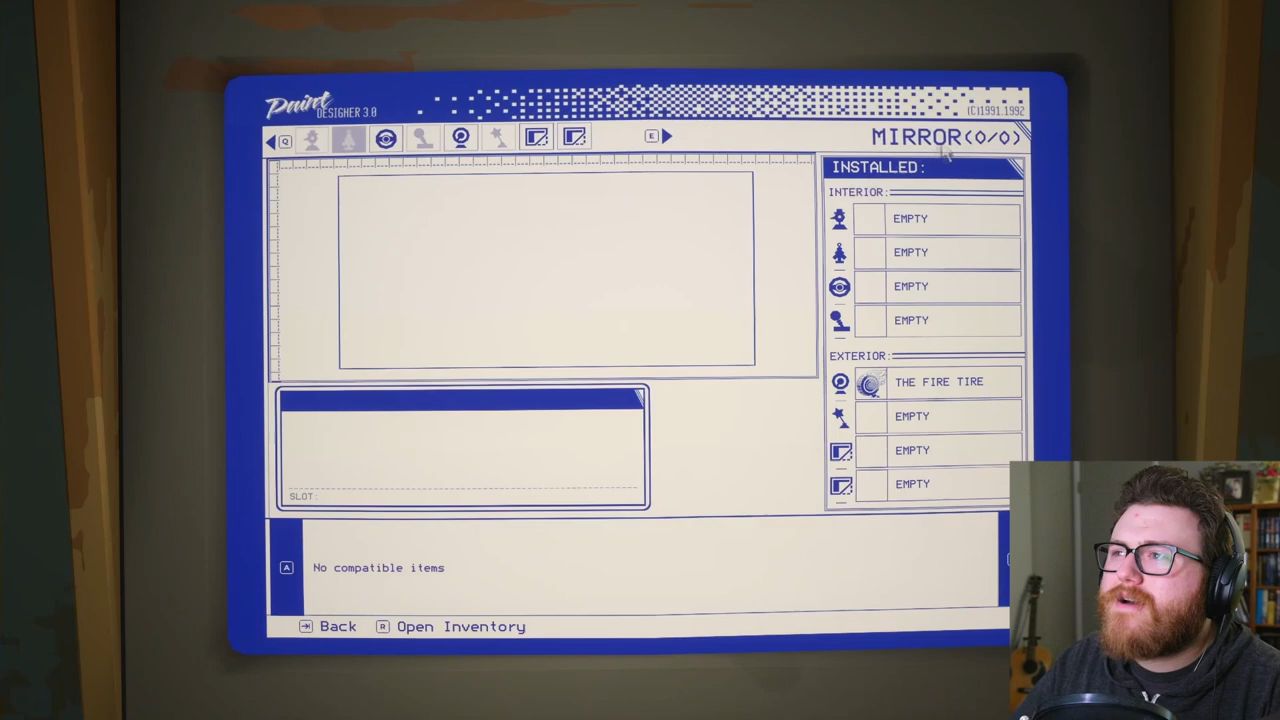 Paint DESIGNER 3.0
(C)1991,1992
Q
E
MIRROR(0/0)
INSTALLED:
INTERIOR:
EMPTY
EMPTY
EMPTY
EMPTY
EXTERIOR:
THE FIRE TIRE
EMPTY
EMPTY
EMPTY
SLOT:
A
No compatible items
Back
R
Open Inventory